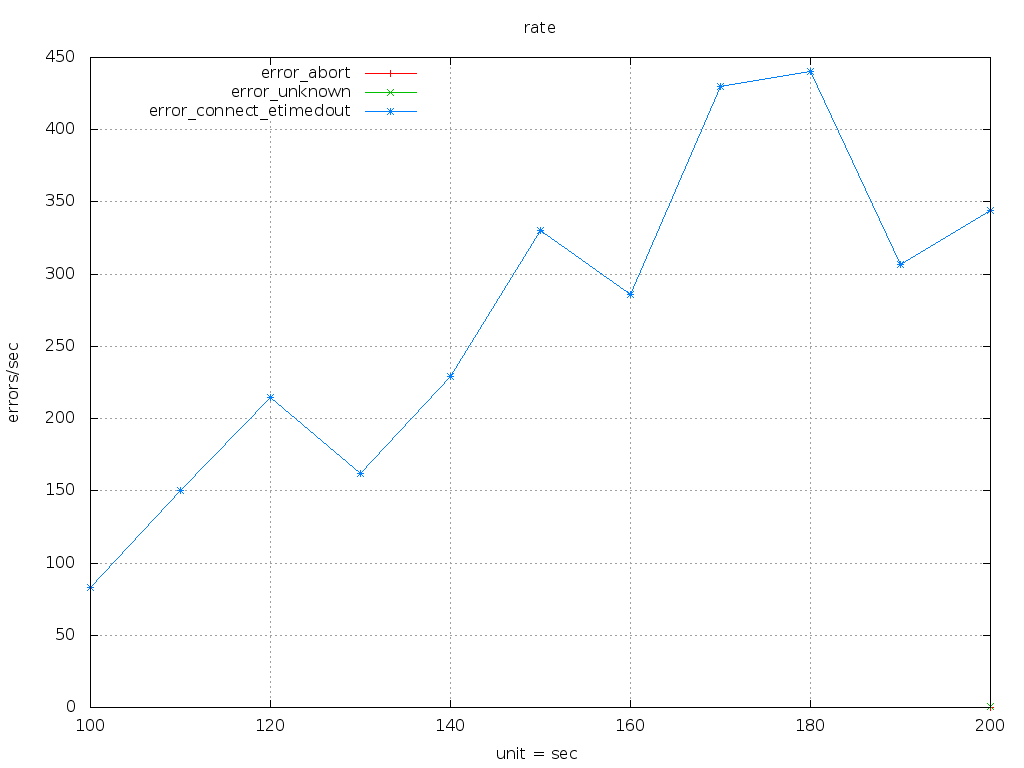 rate
450
400
350
300
250
200
150
100
50
0
errors/sec
error_abort
error_unknown
error_connect_etimedout
100 120 140 160 180 200
unit = sec